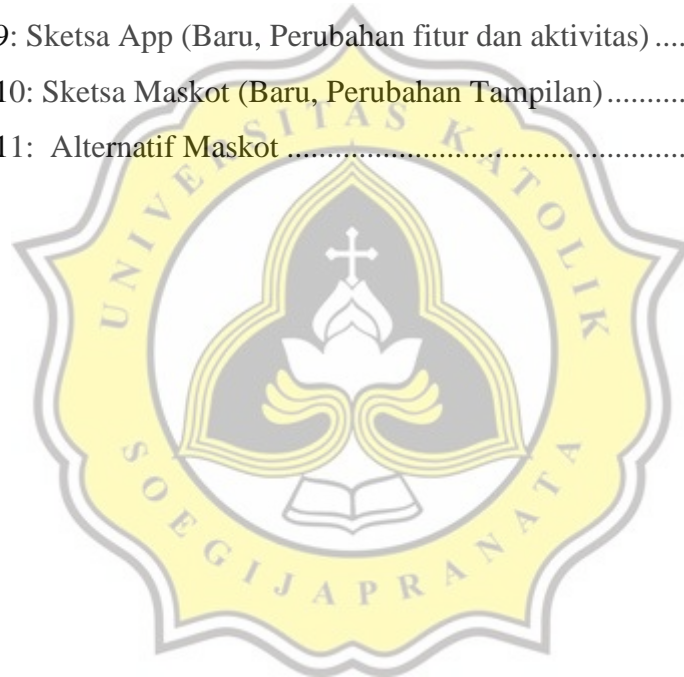 9: Sketsa App (Baru, Perubahan fitur dan aktivitas) ....
10: Sketsa Maskot (Baru, Perubahan Tampilan)...........
11:  Alternatif Maskot .....................................................
UNIVERSITAS KATOLIK
SOEGIJAPRANATA